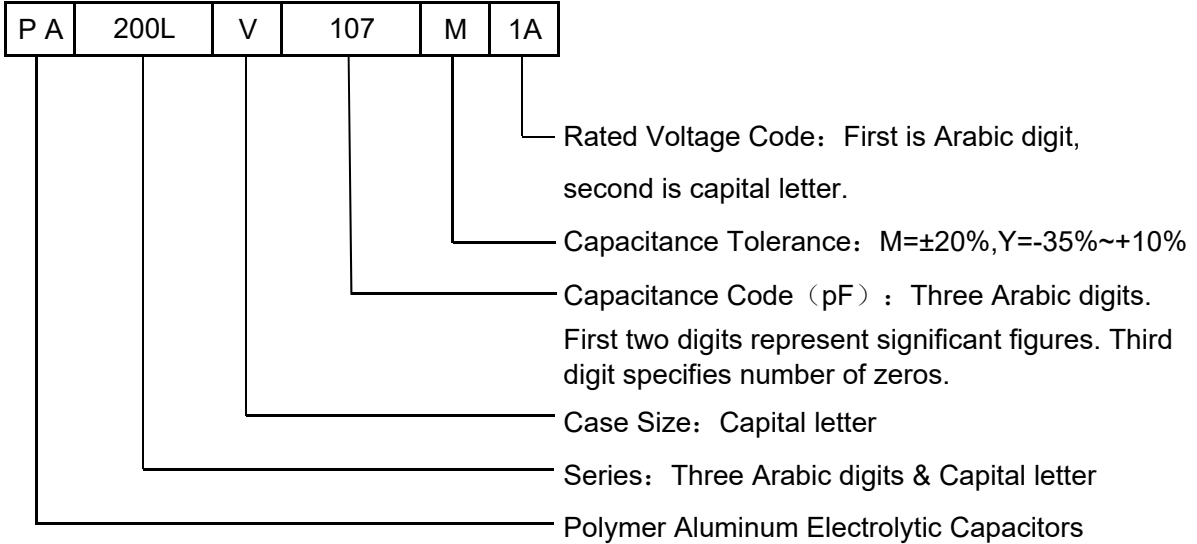 P A 200L V 107 M 1A
Rated Voltage Code：First is Arabic digit,
second is capital letter.
Capacitance Tolerance：M=±20%,Y=-35%~+10%
Capacitance Code（pF）：Three Arabic digits.
First two digits represent significant figures. Third
digit specifies number of zeros.
Case Size：Capital letter
Series：Three Arabic digits & Capital letter
Polymer Aluminum Electrolytic Capacitors